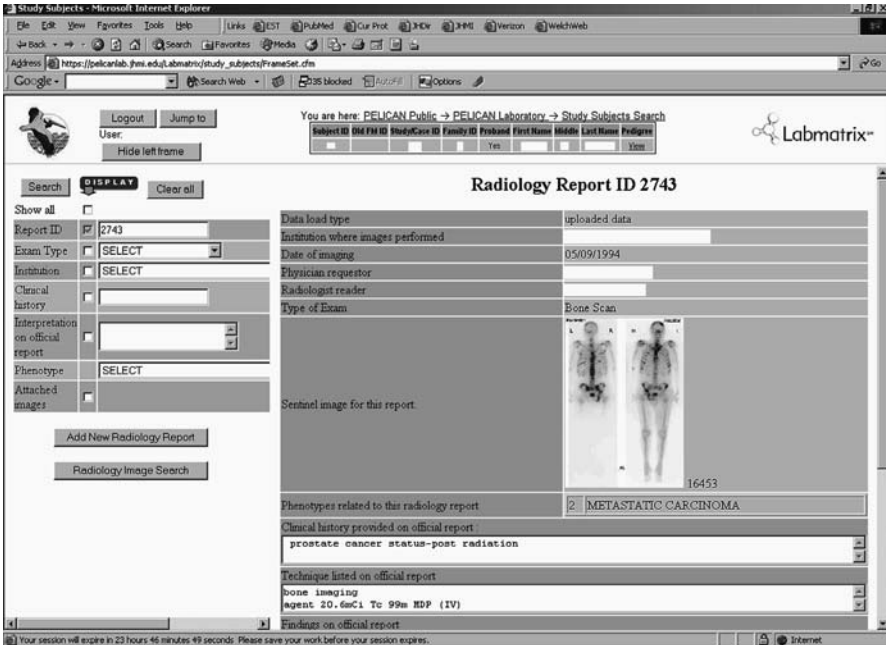 Study Subjects - Microsoft Internet Explorer
File Edit View Favorites Tools Help Links EST PubMed Cur Prot JHDir JHMI Verizon WelchWeb
Back Search Favorites Media
Address https://pelicanlab.jhmi.edu/Labmatrix/study_subjects/FrameSet.cfm Go
Google Search Web 335 blocked AutoFill Options
Logout Jump to
User:
Hide left frame
You are here: PELICAN Public → PELICAN Laboratory → Study Subjects Search
Subject ID Old FM ID Study/Case ID Family ID Proband First Name Middle Last Name Pedigree
Yes View
Labmatrix
Search DISPLAY Clear all
Show all
Report ID 2743
Exam Type SELECT
Institution SELECT
Clinical
history
Interpretation
on official
report
Phenotype SELECT
Attached
images
Add New Radiology Report
Radiology Image Search
Radiology Report ID 2743
Data load type uploaded data
Institution where images performed
Date of imaging 05/09/1994
Physician requestor
Radiologist reader
Type of Exam Bone Scan
Sentinel image for this report.
16453
Phenotypes related to this radiology report 2 METASTATIC CARCINOMA
Clinical history provided on official report :
prostate cancer status-post radiation
Technique listed on official report
bone imaging
agent 20.6mCi Tc 99m MDP (IV)
Findings on official report
Your session will expire in 23 hours 46 minutes 49 seconds Please save your work before your session expires. Internet